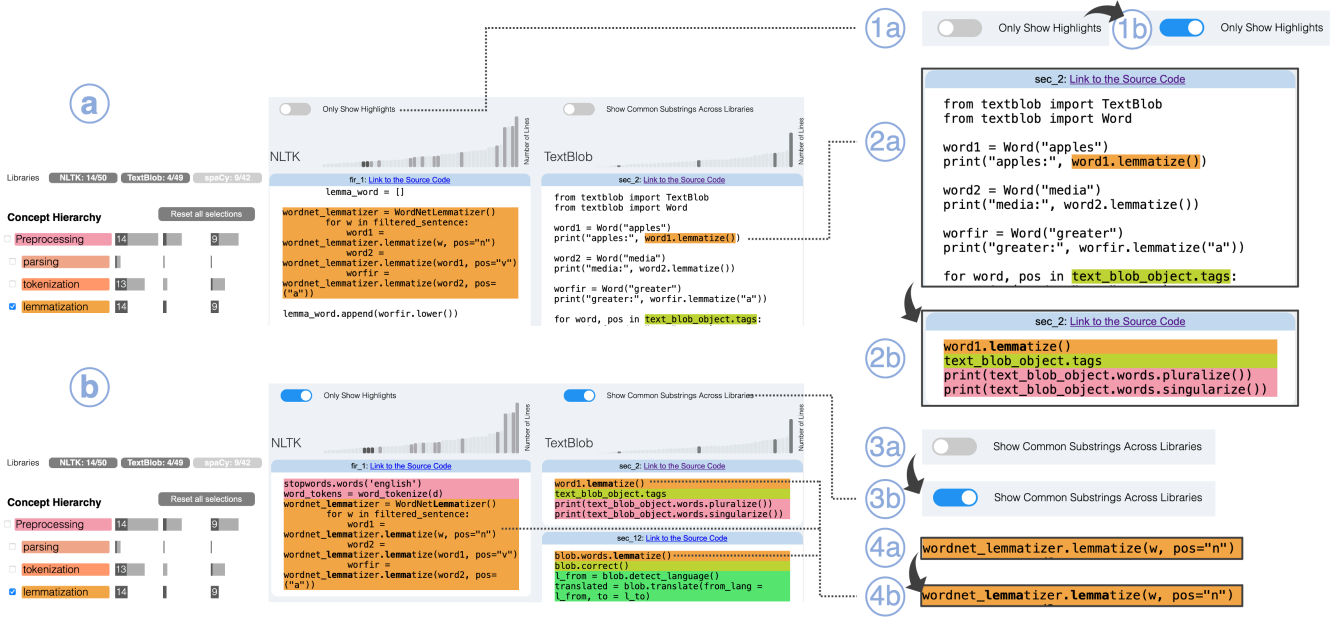 1a
Only Show Highlights
1b
Only Show Highlights
a
Only Show Highlights
Show Common Substrings Across Libraries
Number of Lines
Number of Lines
NLTK
TextBlob
Libraries
NLTK: 14/50
TextBlob: 4/49
spaCy: 9/42
Concept Hierarchy
Reset all selections
Preprocessing
14
9
parsing
tokenization
13
lemmatization
14
9
fir_1: Link to the Source Code
lemma_word = []
wordnet_lemmatizer = WordNetLemmatizer()
for w in filtered_sentence:
word1 =
wordnet_lemmatizer.lemmatize(w, pos="n")
word2 =
wordnet_lemmatizer.lemmatize(word1, pos="v")
worfir =
wordnet_lemmatizer.lemmatize(word2, pos=
("a"))
lemma_word.append(worfir.lower())
sec_2: Link to the Source Code
from textblob import TextBlob
from textblob import Word
word1 = Word("apples")
print("apples:", word1.lemmatize())
word2 = Word("media")
print("media:", word2.lemmatize())
worfir = Word("greater")
print("greater:", worfir.lemmatize("a"))
for word, pos in text_blob_object.tags:
2a
sec_2: Link to the Source Code
from textblob import TextBlob
from textblob import Word
word1 = Word("apples")
print("apples:", word1.lemmatize())
word2 = Word("media")
print("media:", word2.lemmatize())
worfir = Word("greater")
print("greater:", worfir.lemmatize("a"))
for word, pos in text_blob_object.tags:
2b
sec_2: Link to the Source Code
word1.lemmatize()
text_blob_object.tags
print(text_blob_object.words.pluralize())
print(text_blob_object.words.singularize())
b
Only Show Highlights
Show Common Substrings Across Libraries
Number of Lines
Number of Lines
NLTK
TextBlob
Libraries
NLTK: 14/50
TextBlob: 4/49
spaCy: 9/42
Concept Hierarchy
Reset all selections
Preprocessing
14
9
parsing
tokenization
13
lemmatization
14
9
fir_1: Link to the Source Code
stopwords.words('english')
word_tokens = word_tokenize(d)
wordnet_lemmatizer = WordNetLemmatizer()
for w in filtered_sentence:
word1 =
wordnet_lemmatizer.lemmatize(w, pos="n")
word2 =
wordnet_lemmatizer.lemmatize(word1, pos="v")
worfir =
wordnet_lemmatizer.lemmatize(word2, pos=
("a"))
sec_2: Link to the Source Code
word1.lemmatize()
text_blob_object.tags
print(text_blob_object.words.pluralize())
print(text_blob_object.words.singularize())
sec_12: Link to the Source Code
blob.words.lemmatize()
blob.correct()
l_from = blob.detect_language()
translated = blob.translate(from_lang =
l_from, to = l_to)
3a
Show Common Substrings Across Libraries
3b
Show Common Substrings Across Libraries
4a
wordnet_lemmatizer.lemmatize(w, pos="n")
4b
wordnet_lemmatizer.lemmatize(w, pos="n")